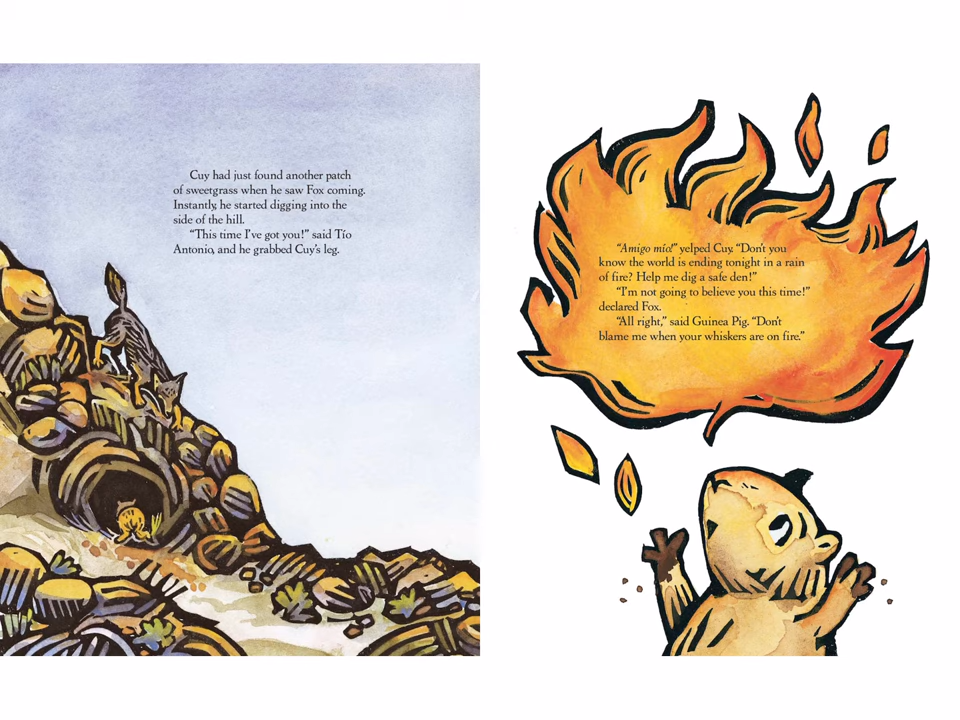 Cuy had just found another patch
of sweetgrass when he saw Fox coming.
Instantly, he started digging into the
side of the hill.
“This time I’ve got you!” said Tío
Antonio, and he grabbed Cuy’s leg.
“Amigo mío!” yelped Cuy. “Don’t you
know the world is ending tonight in a rain
of fire? Help me dig a safe den!”
“I’m not going to believe you this time!”
declared Fox.
“All right,” said Guinea Pig. “Don’t
blame me when your whiskers are on fire.”